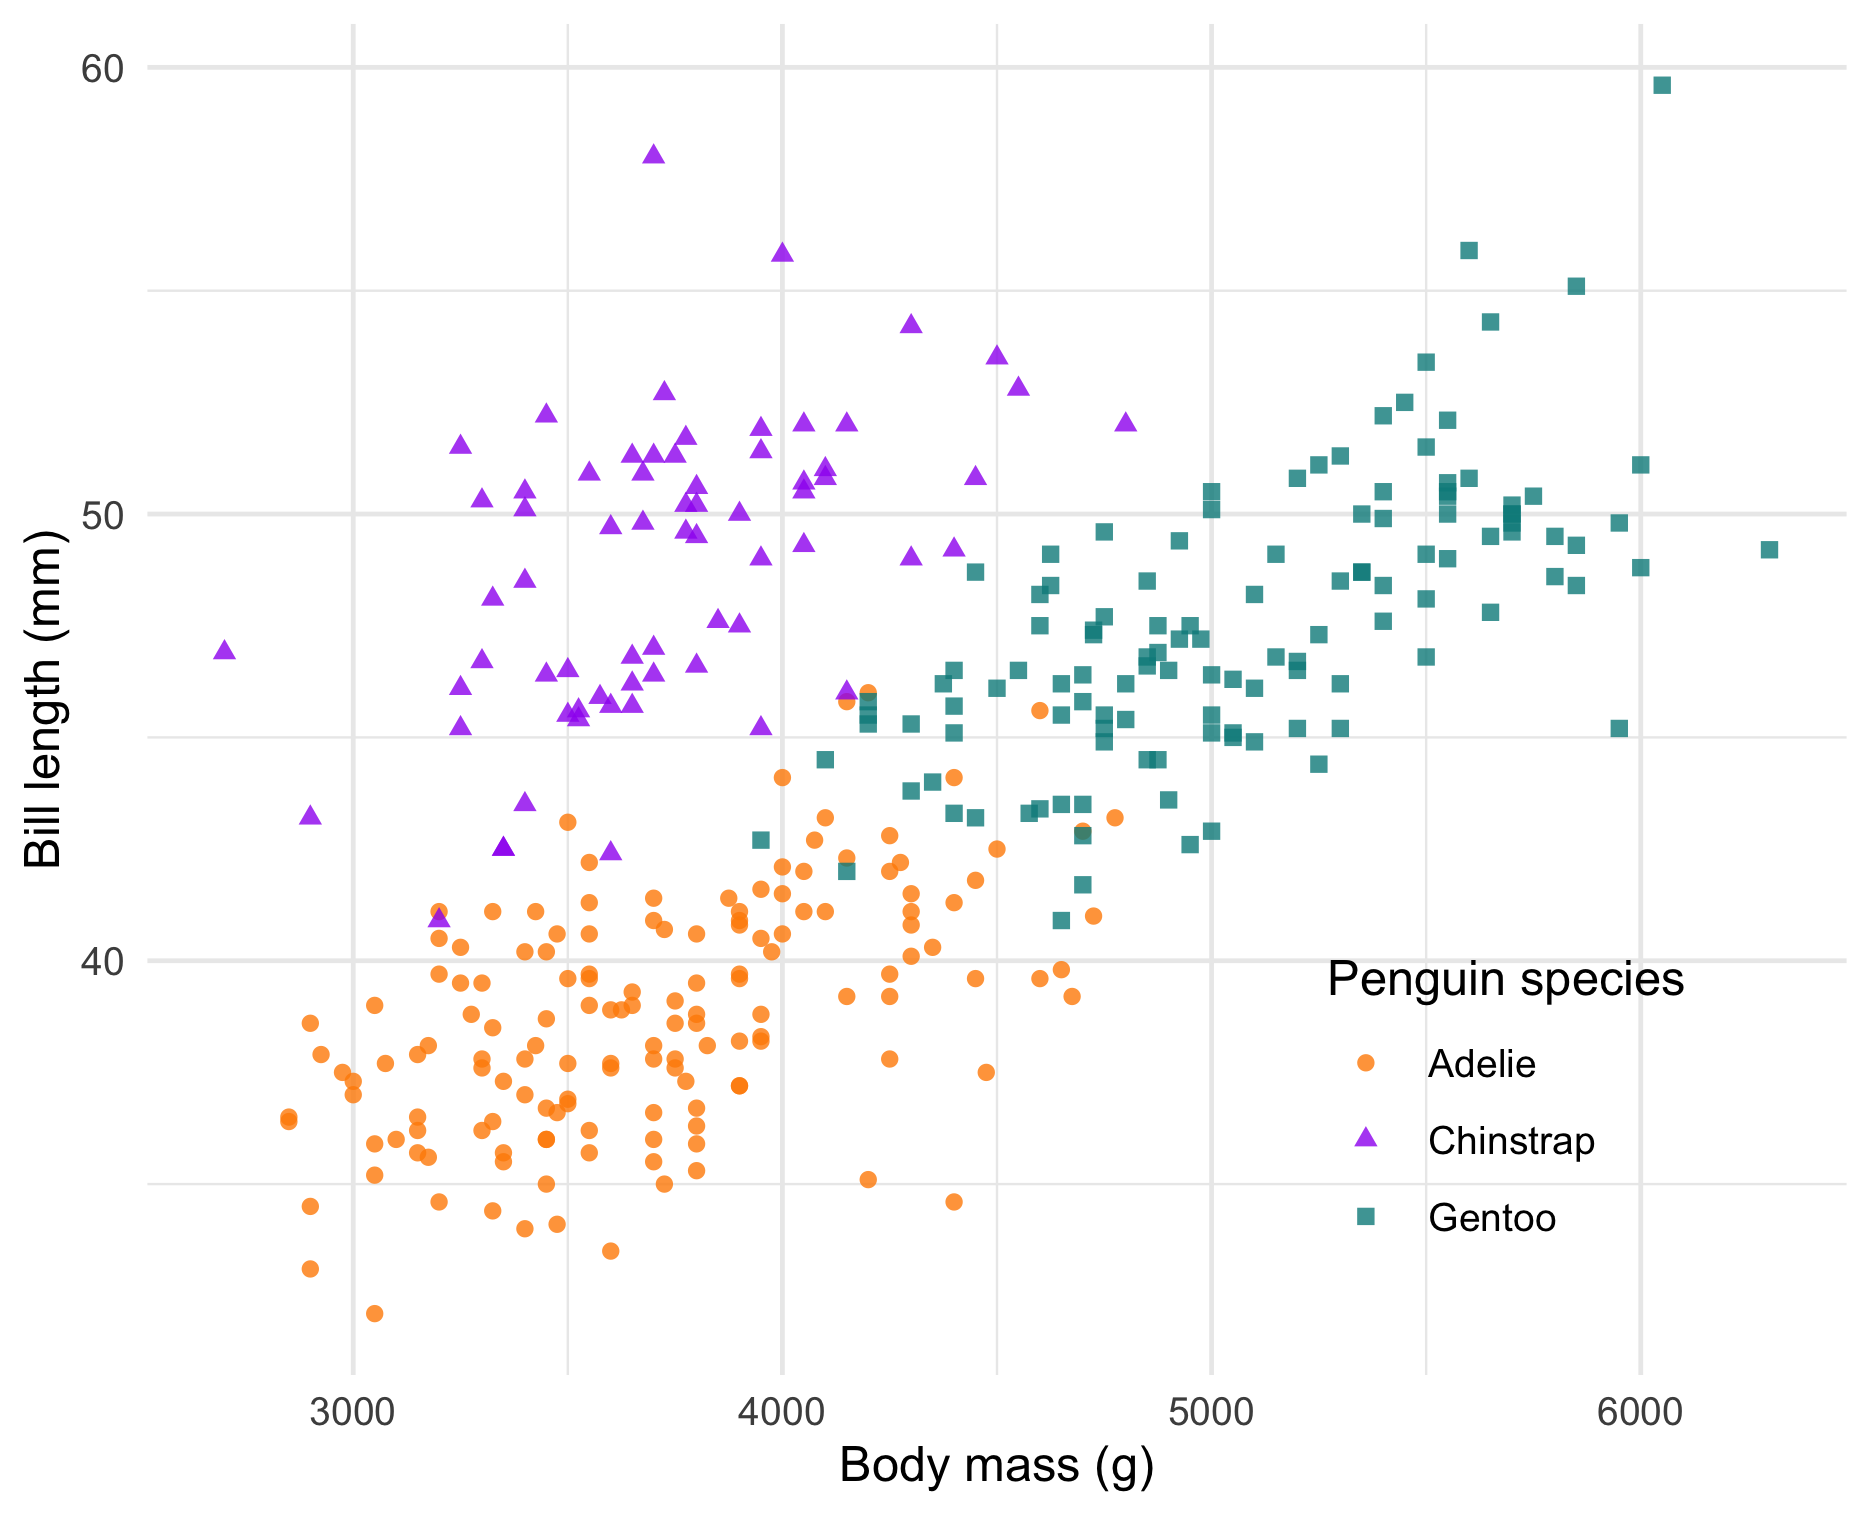 60
50
40
Bill length (mm)
3000 4000 5000 6000
Body mass (g)
Penguin species
Adelie
Chinstrap
Gentoo